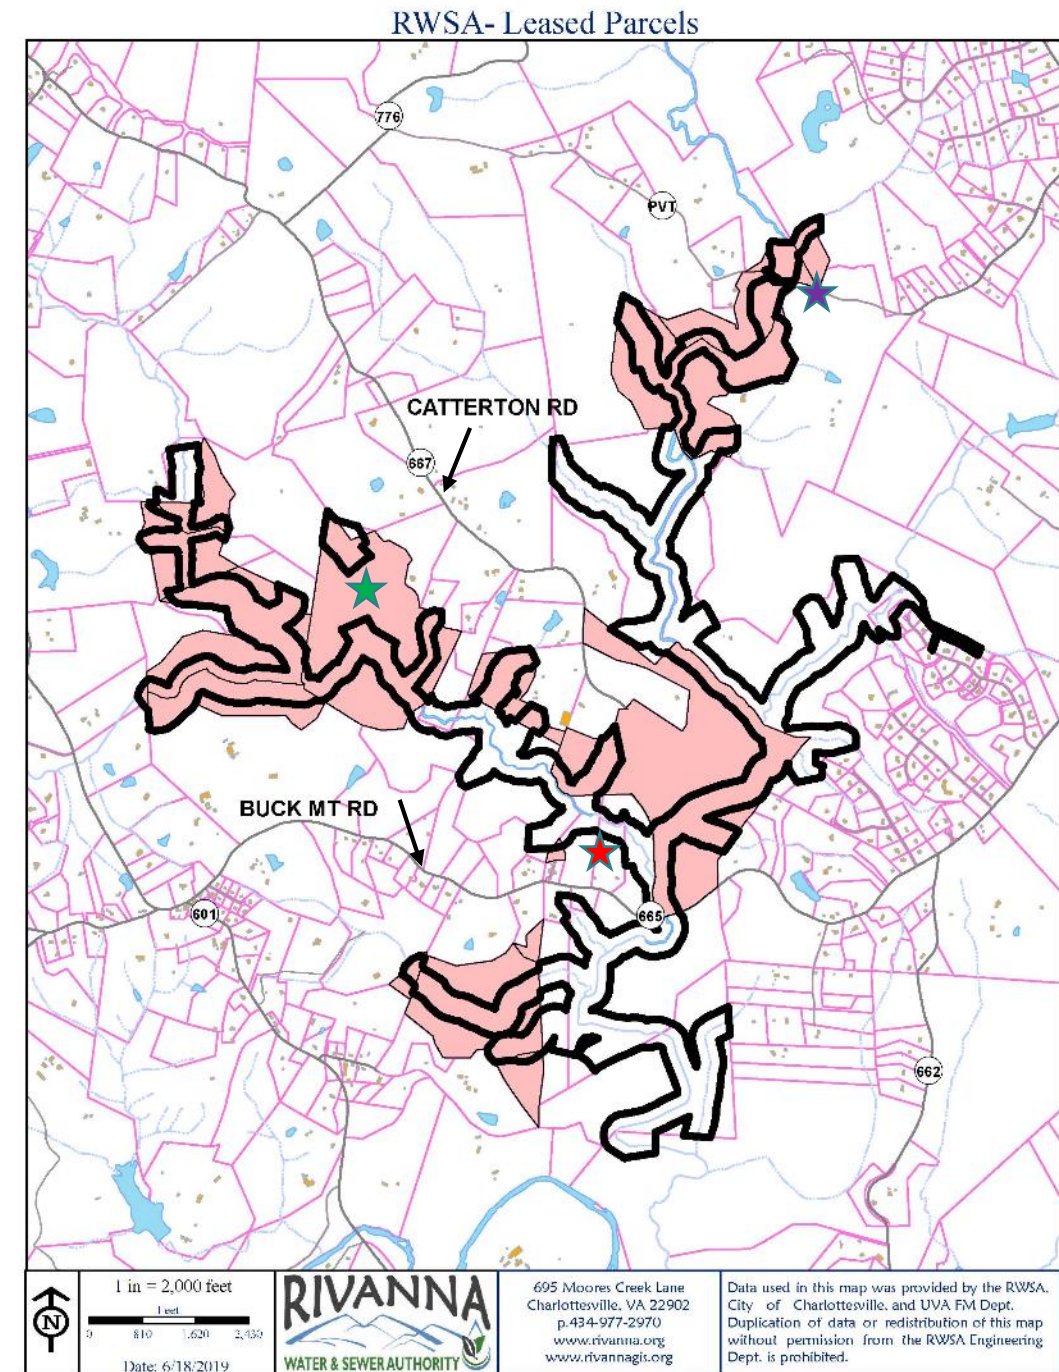 RWSA- Leased Parcels
776
PVT
CATTERTON RD
667
BUCK MT RD
601
665
662
N
1 in = 2,000 feet
Feet
0 810 1,620 2,430
Date: 6/18/2019
RIVANNA
WATER & SEWER AUTHORITY
695 Moores Creek Lane
Charlottesville, VA 22902
p.434-977-2970
www.rivanna.org
www.rivannagis.org
Data used in this map was provided by the RWSA,
City of Charlottesville, and UVA FM Dept.
Duplication of data or redistribution of this map
without permission from the RWSA Engineering
Dept. is prohibited.